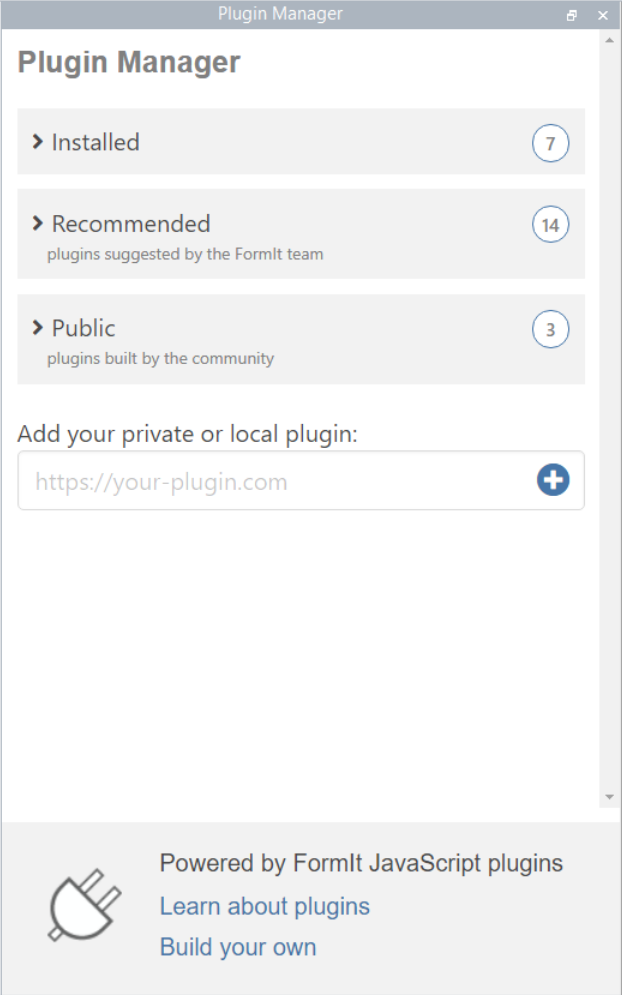 Plugin Manager
Plugin Manager
Installed
7
Recommended
14
plugins suggested by the FormIt team
Public
3
plugins built by the community
Add your private or local plugin:
https://your-plugin.com
Powered by FormIt JavaScript plugins
Learn about plugins
Build your own